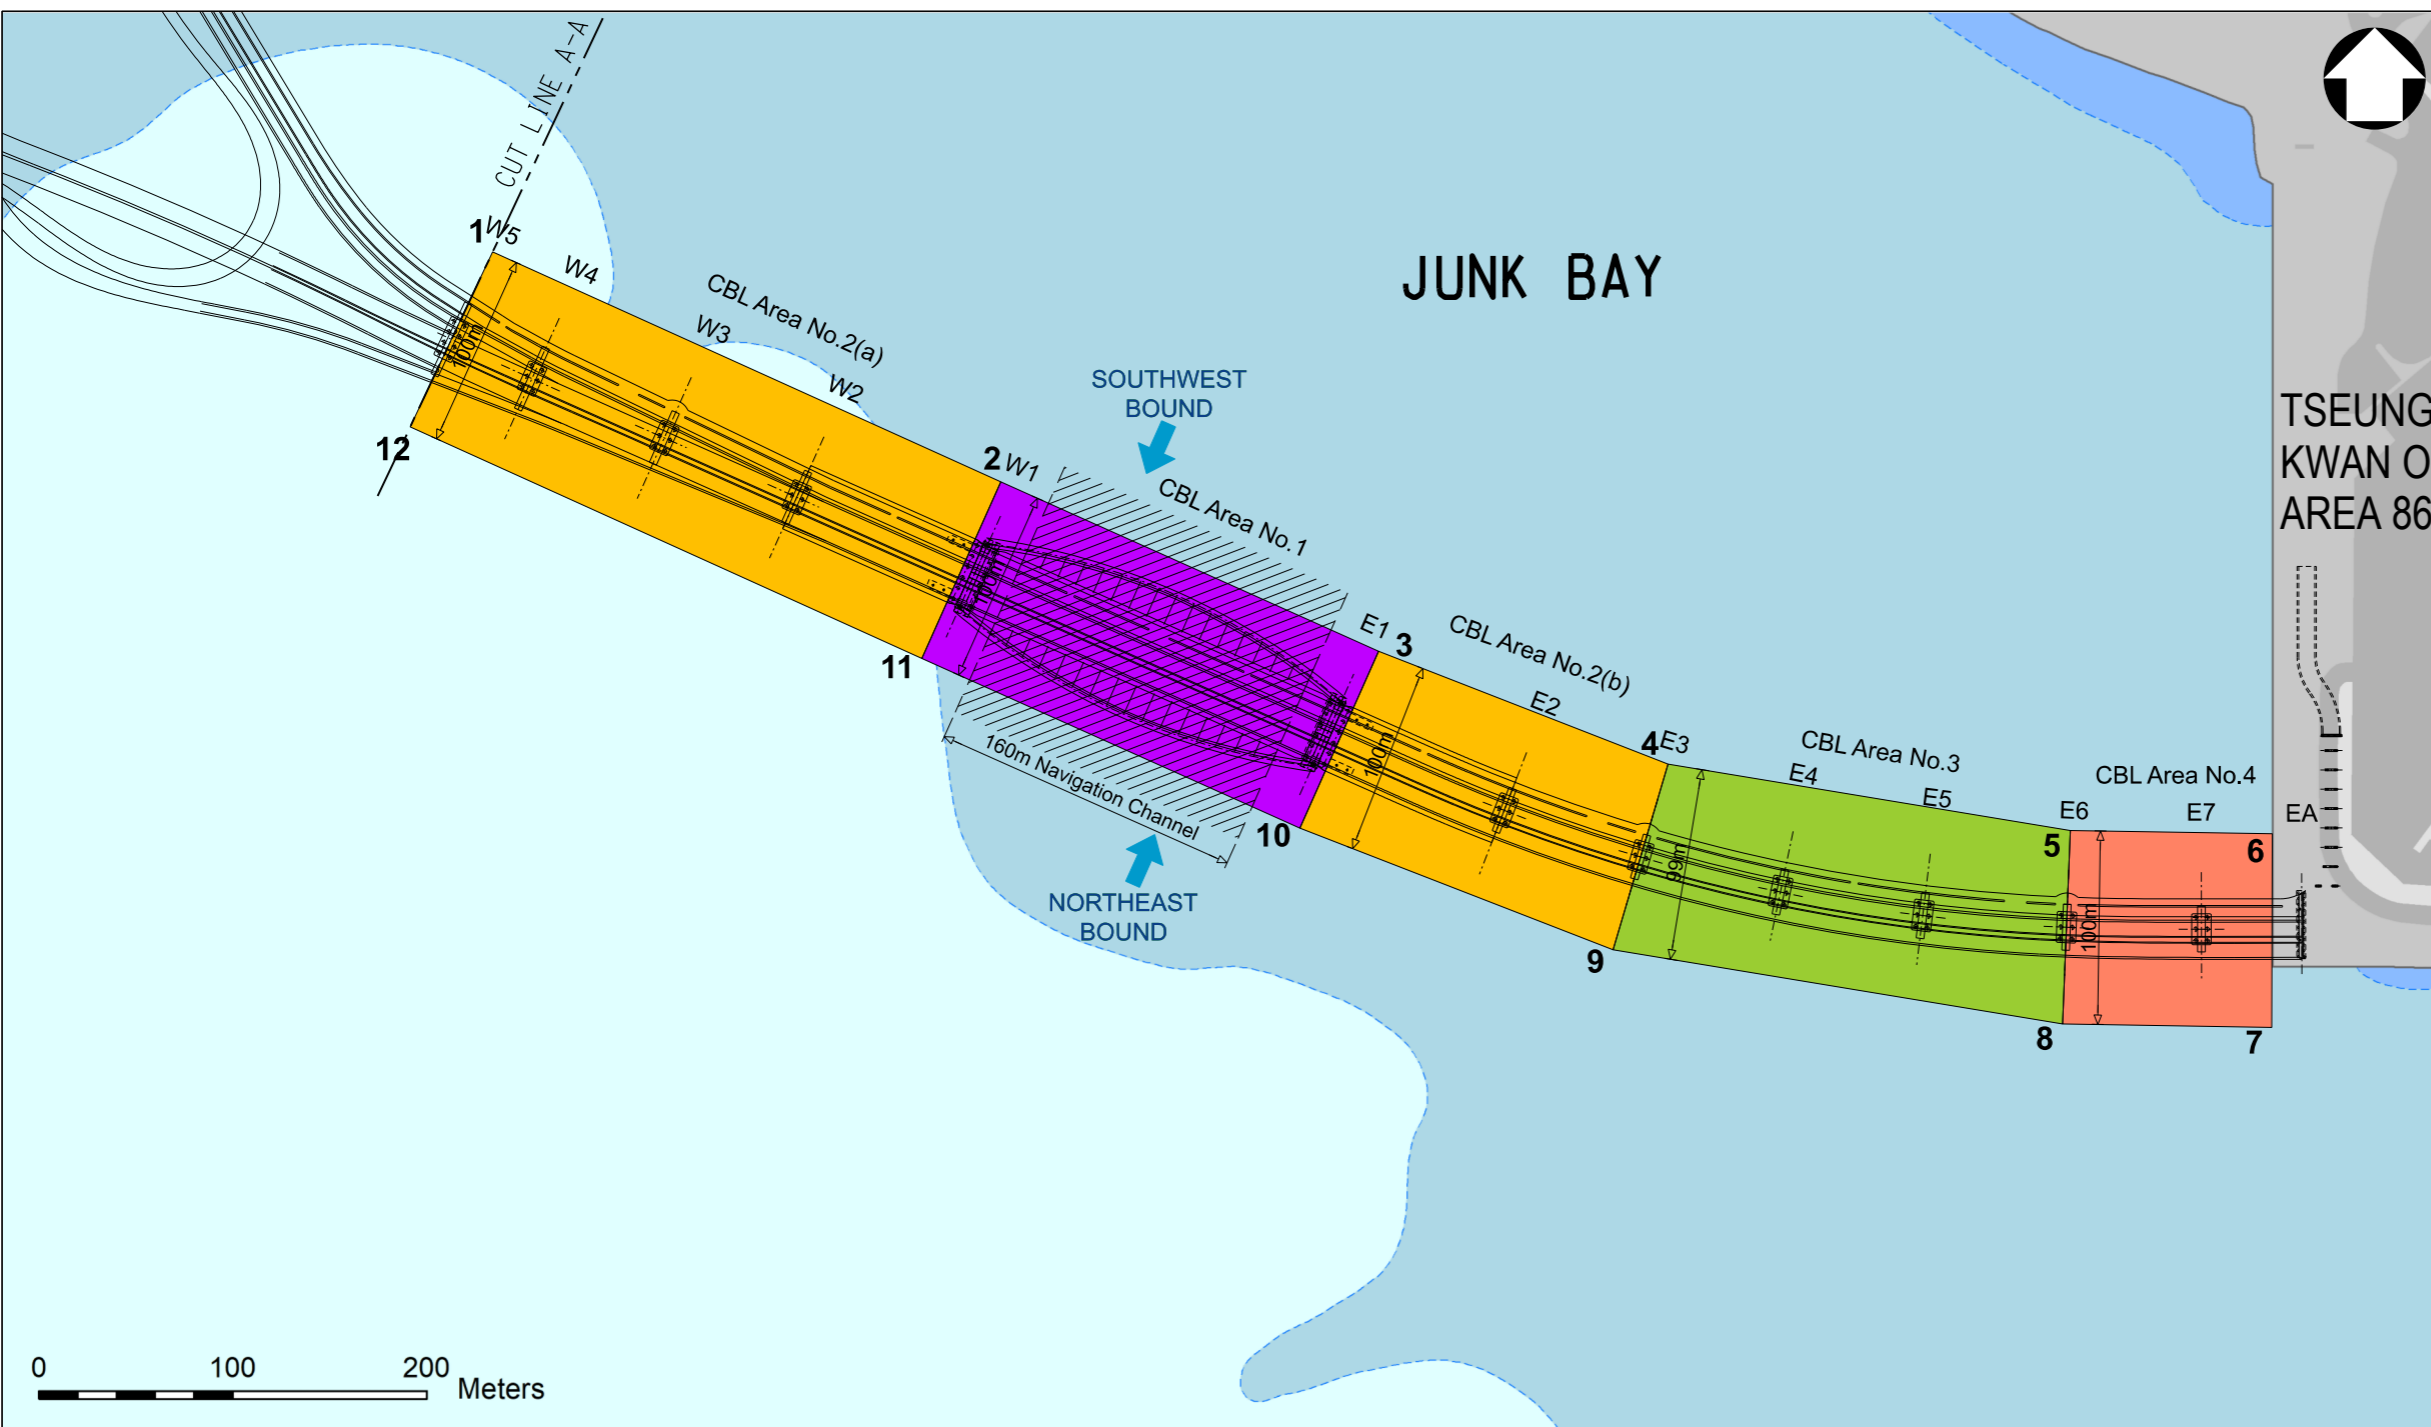 CUT LINE A-A
1
W5
W4
CBL Area No.2(a)
W3
W2
100m
12
JUNK BAY
SOUTHWEST
BOUND
2
W1
CBL Area No.1
100m
11
160m Navigation Channel
NORTHEAST
BOUND
10
E1
3
CBL Area No.2(b)
E2
100m
4
E3
CBL Area No.3
E4
E5
99m
9
CBL Area No.4
E6
E7
EA
5
6
100m
8
7
TSEUNG
KWAN O
AREA 86
0 100 200
Meters